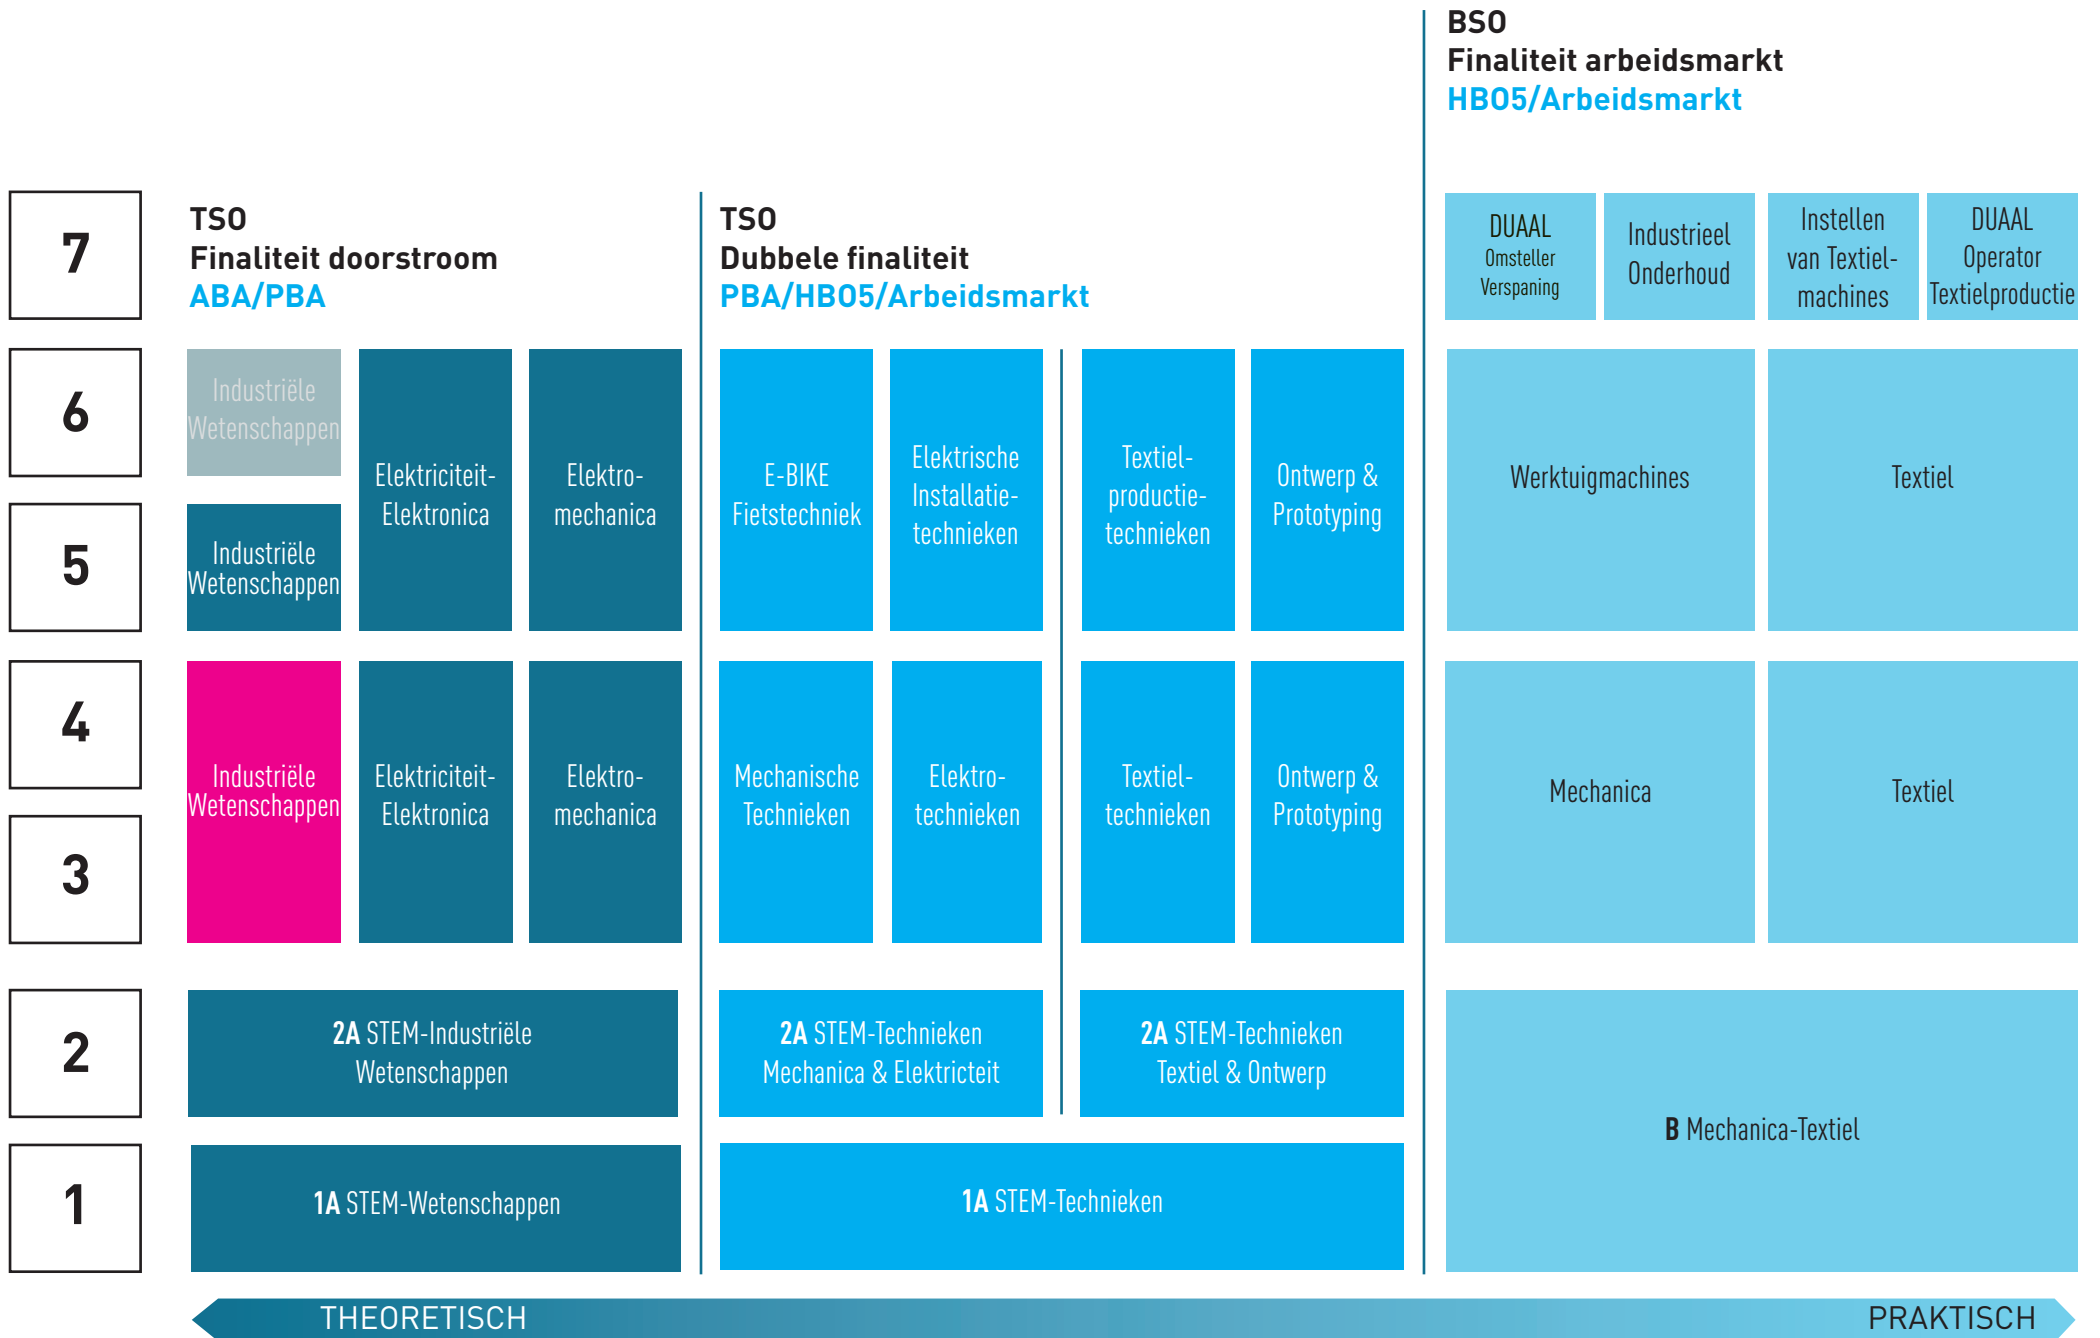 BSO
Finaliteit arbeidsmarkt
HBO5/Arbeidsmarkt
7
TSO
Finaliteit doorstroom
ABA/PBA
TSO
Dubbele finaliteit
PBA/HBO5/Arbeidsmarkt
DUAAL
Omsteller
Verspaning
Industrieel
Onderhoud
Instellen
van Textiel-
machines
DUAAL
Operator
Textielproductie
6
Industriële
Wetenschappen
5
Industriële
Wetenschappen
Elektriciteit-
Elektronica
Elektro-
mechanica
E-BIKE
Fietstechniek
Elektrische
Installatie-
technieken
Textiel-
productie-
technieken
Ontwerp &
Prototyping
Werktuigmachines
Textiel
4
3
Industriële
Wetenschappen
Elektriciteit-
Elektronica
Elektro-
mechanica
Mechanische
Technieken
Elektro-
technieken
Textiel-
technieken
Ontwerp &
Prototyping
Mechanica
Textiel
2
2A STEM-Industriële
Wetenschappen
2A STEM-Technieken
Mechanica & Elektricteit
2A STEM-Technieken
Textiel & Ontwerp
B Mechanica-Textiel
1
1A STEM-Wetenschappen
1A STEM-Technieken
THEORETISCH
PRAKTISCH